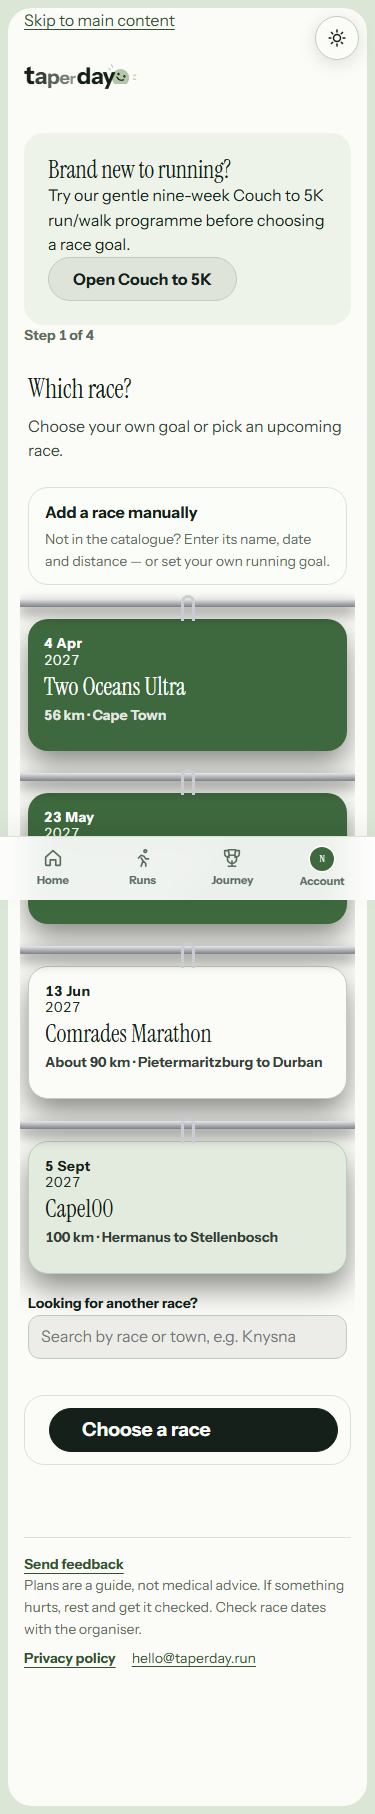 Skip to main content
taperday
Brand new to running?
Try our gentle nine-week Couch to 5K
run/walk programme before choosing
a race goal.
Open Couch to 5K
Step 1 of 4
Which race?
Choose your own goal or pick an upcoming
race.
Add a race manually
Not in the catalogue? Enter its name, date
and distance — or set your own running goal.
4 Apr
2027
Two Oceans Ultra
56 km · Cape Town
23 May
2027
Home
Runs
Journey
N
Account
13 Jun
2027
Comrades Marathon
About 90 km · Pietermaritzburg to Durban
5 Sept
2027
Cape100
100 km · Hermanus to Stellenbosch
Looking for another race?
Search by race or town, e.g. Knysna
Choose a race
Send feedback
Plans are a guide, not medical advice. If something
hurts, rest and get it checked. Check race dates
with the organiser.
Privacy policy
hello@taperday.run